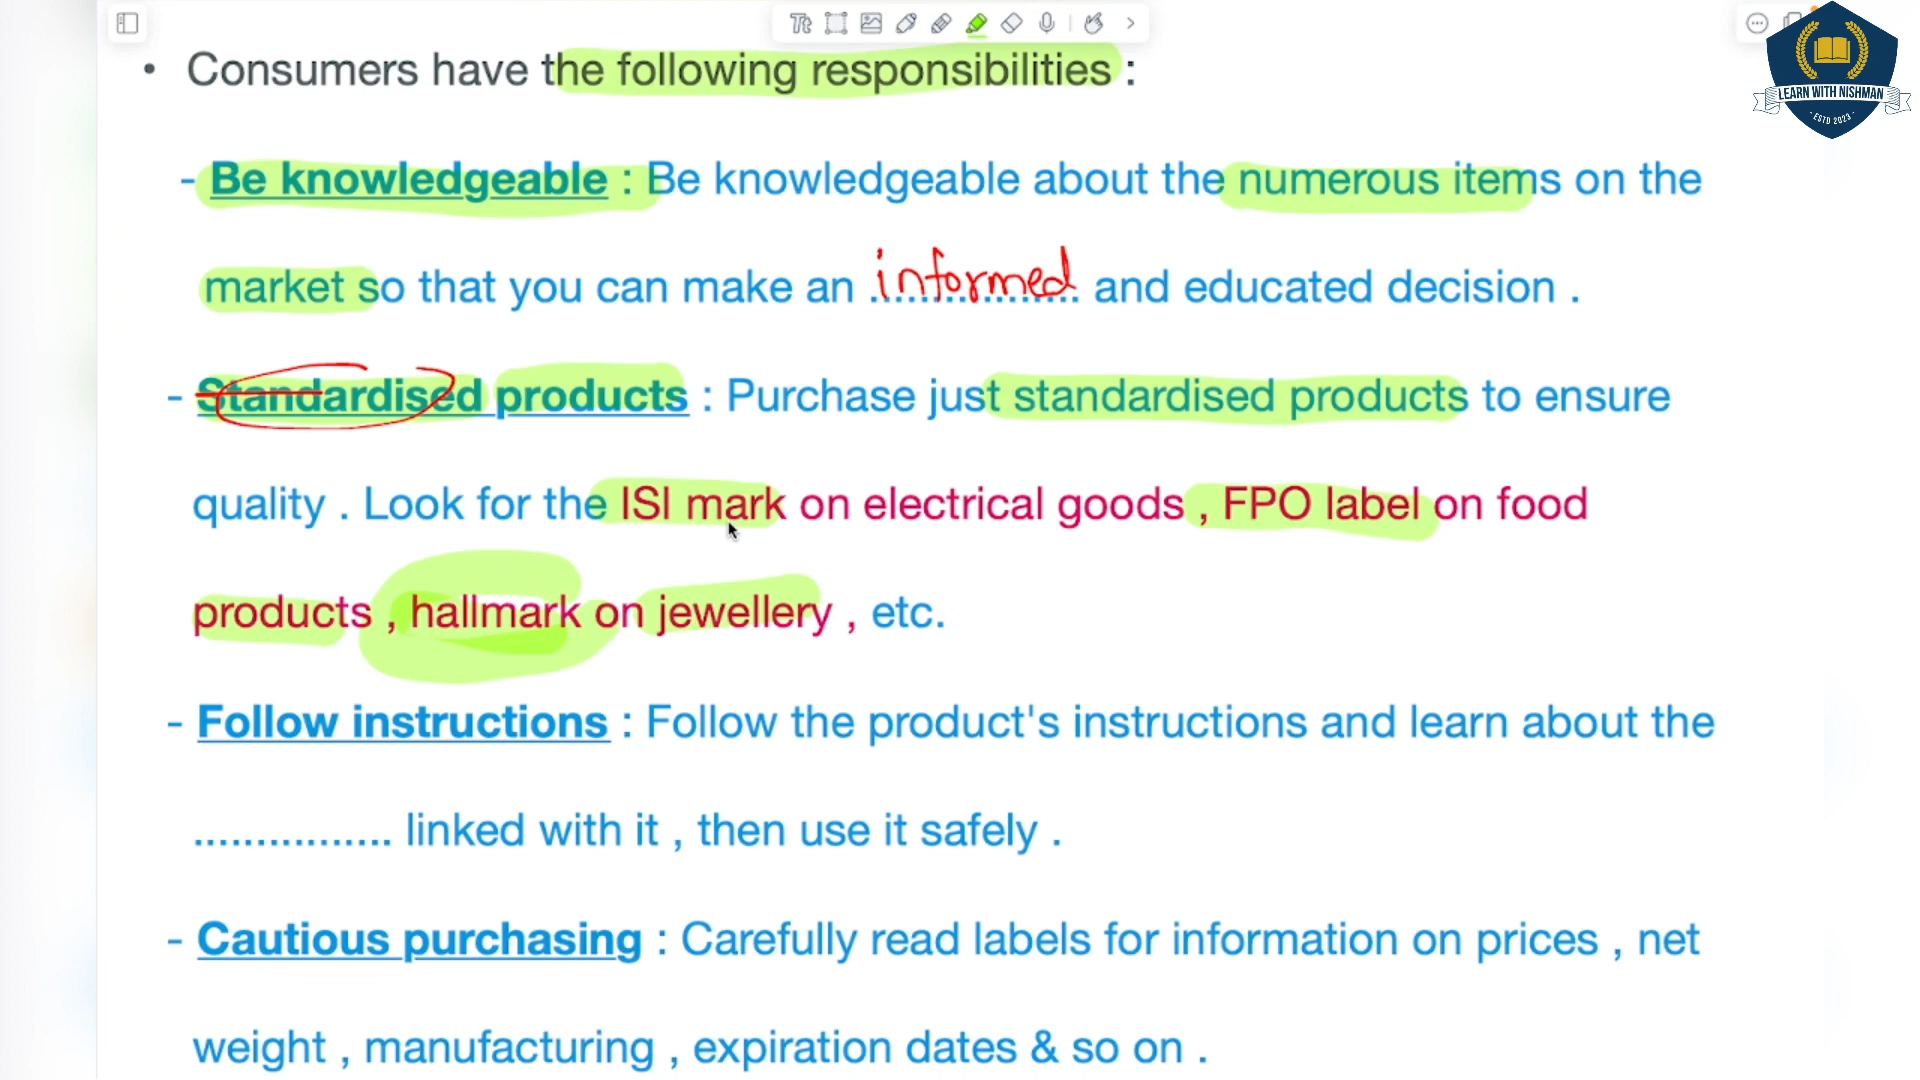 • Consumers have the following responsibilities :
- Be knowledgeable : Be knowledgeable about the numerous items on the
market so that you can make an informed and educated decision .
- Standardised products : Purchase just standardised products to ensure
quality . Look for the ISI mark on electrical goods , FPO label on food
products , hallmark on jewellery , etc.
- Follow instructions : Follow the product's instructions and learn about the
................ linked with it , then use it safely .
- Cautious purchasing : Carefully read labels for information on prices , net
weight , manufacturing , expiration dates & so on .
LEARN WITH NISHMAN
· ESTD 2023 ·